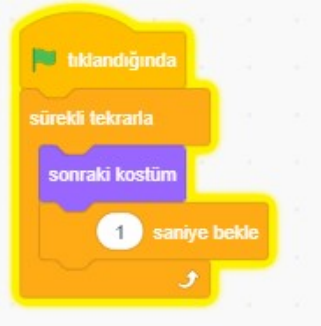 tıklandığında
sürekli tekrarla
sonraki kostüm
1 saniye bekle